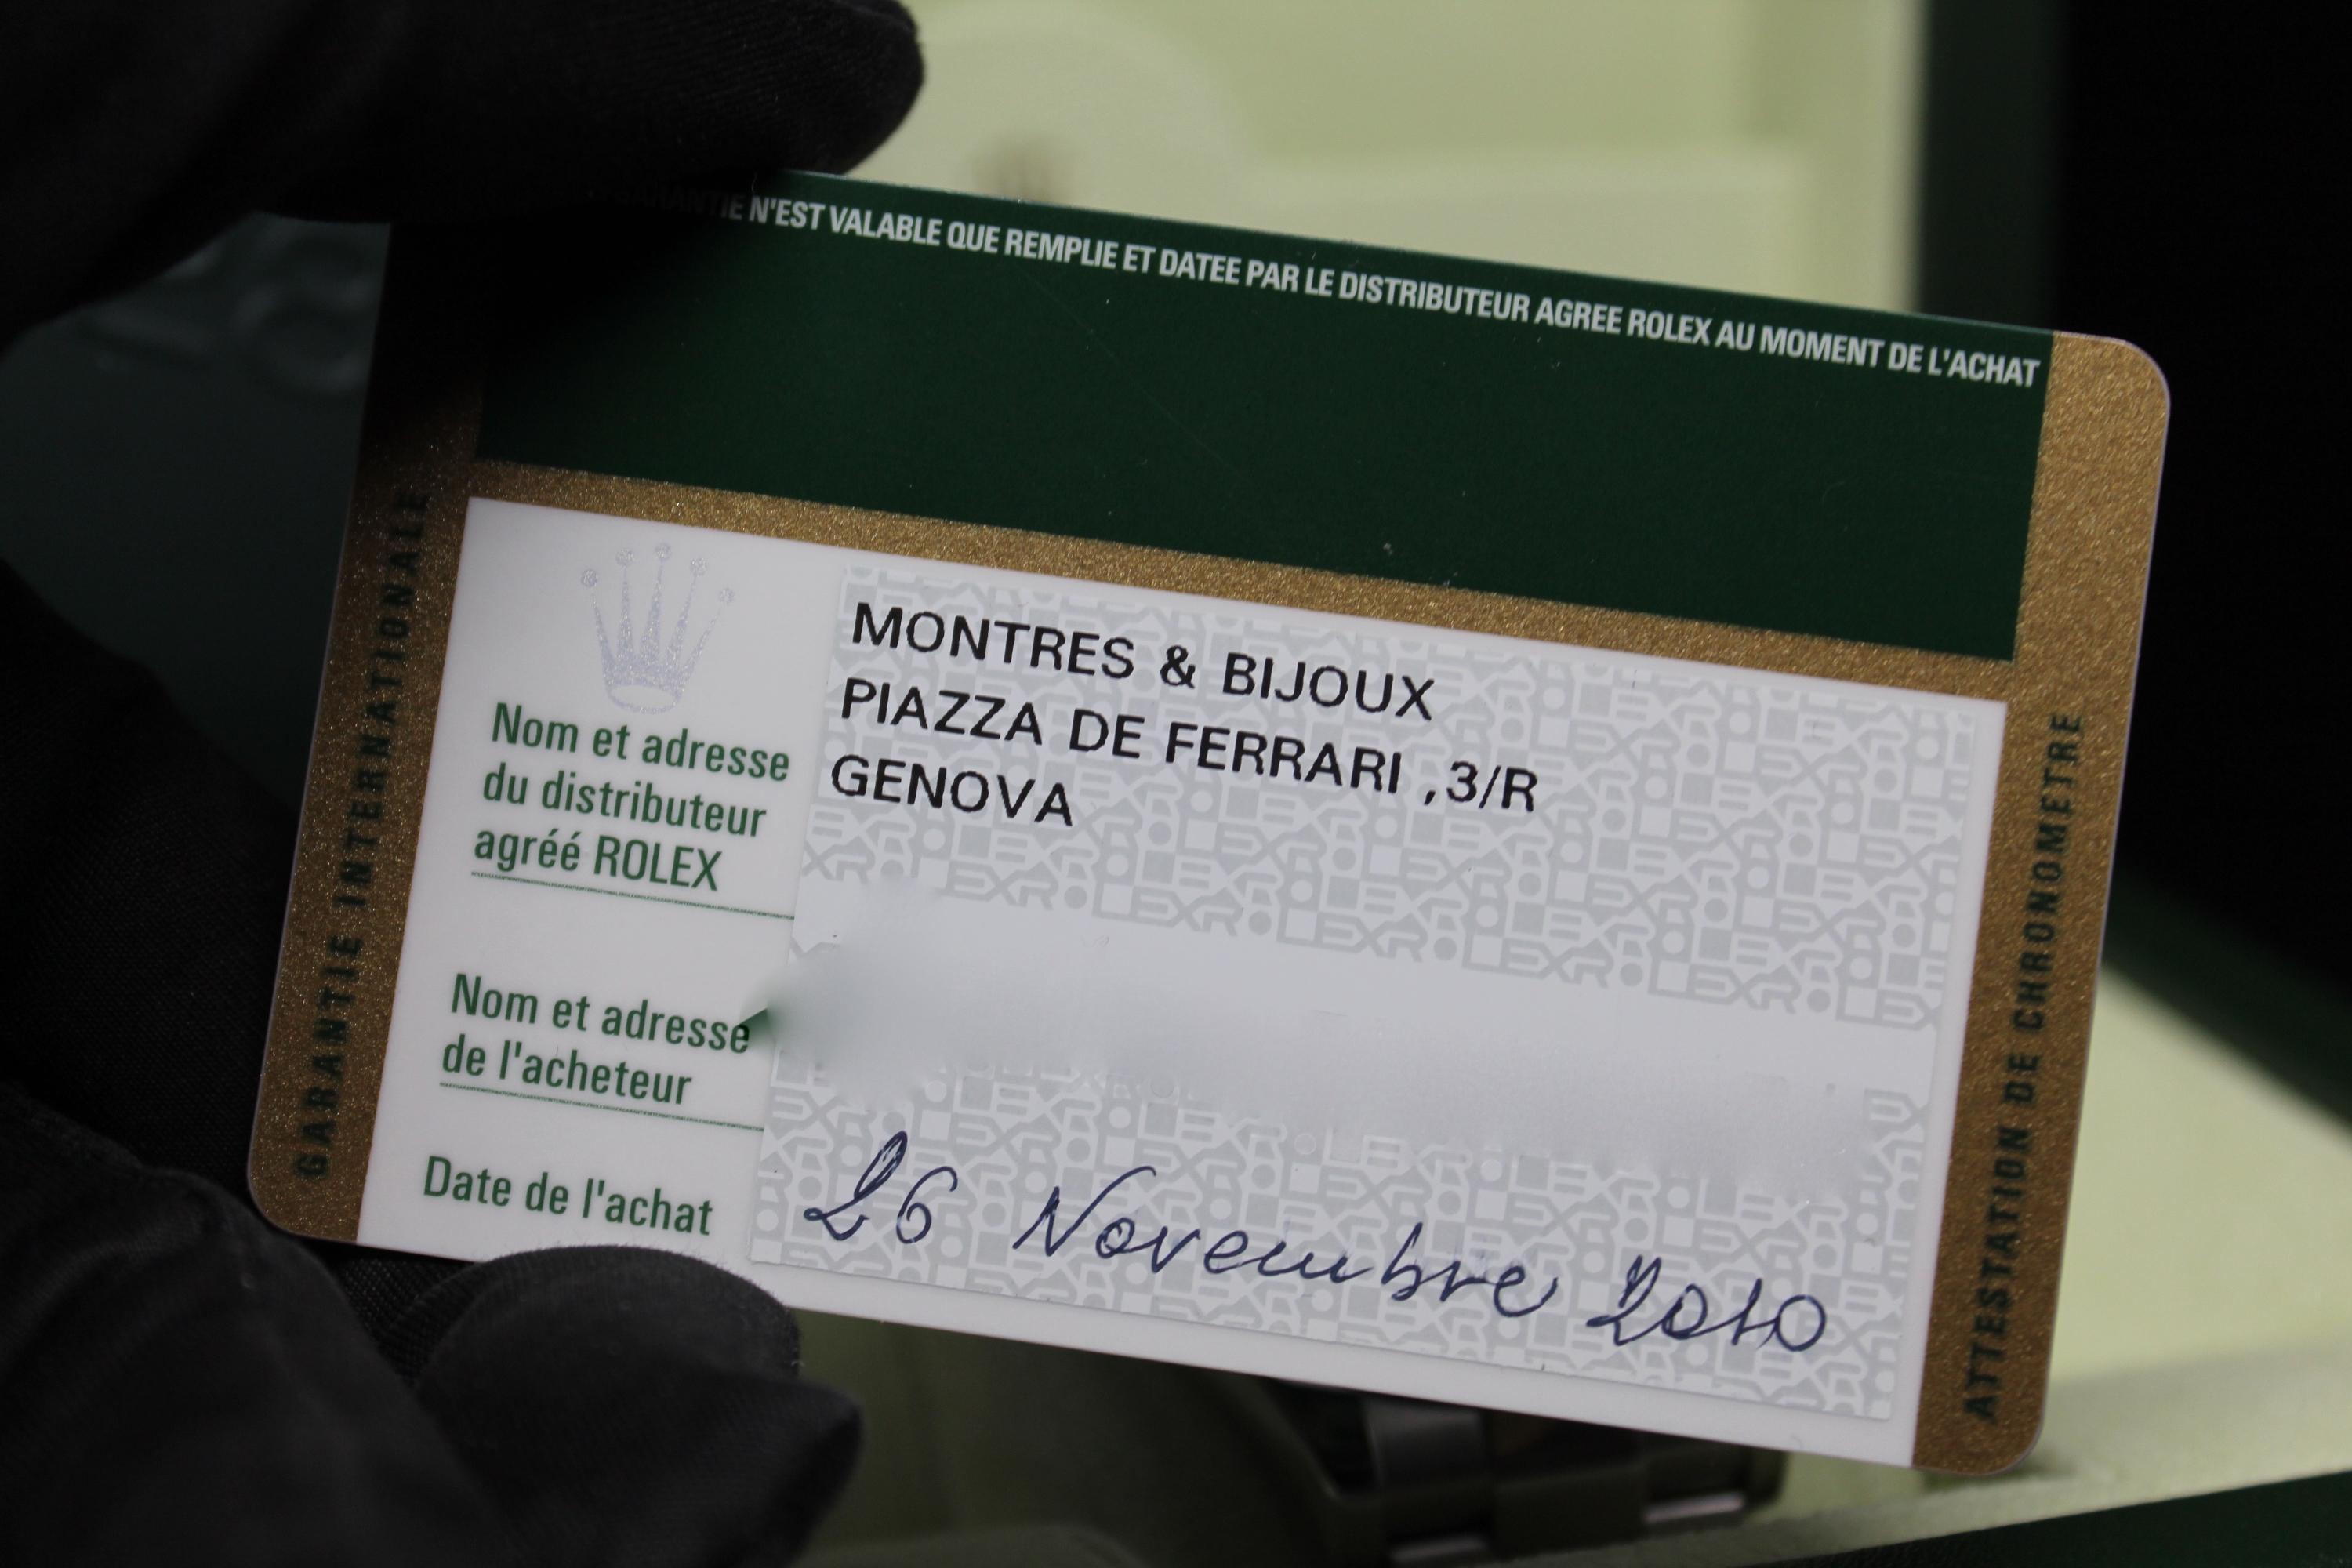 GARANTIE N'EST VALABLE QUE REMPLIE ET DATEE PAR LE DISTRIBUTEUR AGREE ROLEX AU MOMENT DE L'ACHAT
GARANTIE INTERNATIONALE
Nom et adresse
du distributeur
agréé ROLEX
MONTRES & BIJOUX
PIAZZA DE FERRARI ,3/R
GENOVA
Nom et adresse
de l'acheteur
Date de l'achat
26 Novembre 2010
ATTESTATION DE CHRONOMETRE